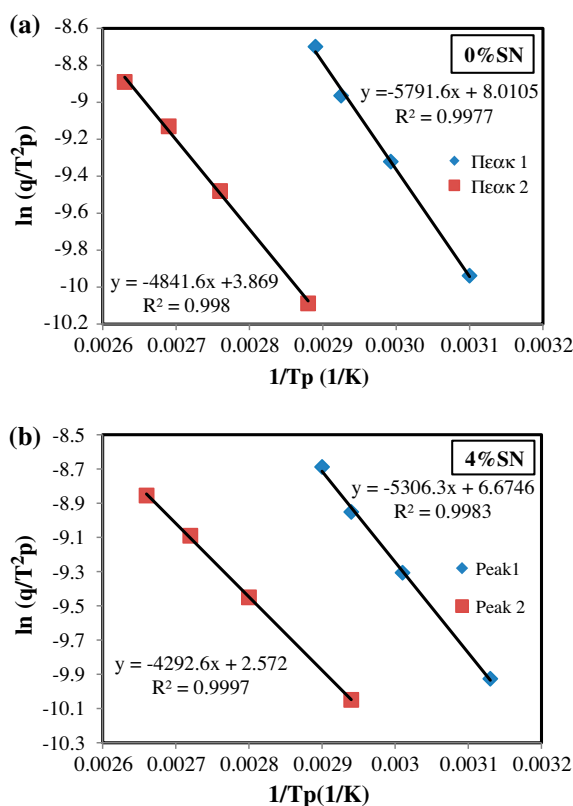 (a)
-8.6
-8.8
-9
-9.2
-9.4
-9.6
-9.8
-10
-10.2
ln (q/T²p)
0%SN
y =-5791.6x + 8.0105
R² = 0.9977
Πεακ 1
Πεακ 2
y = -4841.6x +3.869
R² = 0.998
0.0026 0.0027 0.0028 0.0029 0.0030 0.0031 0.0032
1/Tp (1/K)
(b)
-8.5
-8.7
-8.9
-9.1
-9.3
-9.5
-9.7
-9.9
-10.1
-10.3
ln (q/T²p)
4%SN
y = -5306.3x + 6.6746
R² = 0.9983
Peak1
Peak 2
y = -4292.6x + 2.572
R² = 0.9997
0.0026 0.0027 0.0028 0.0029 0.003 0.0031 0.0032
1/Tp(1/K)